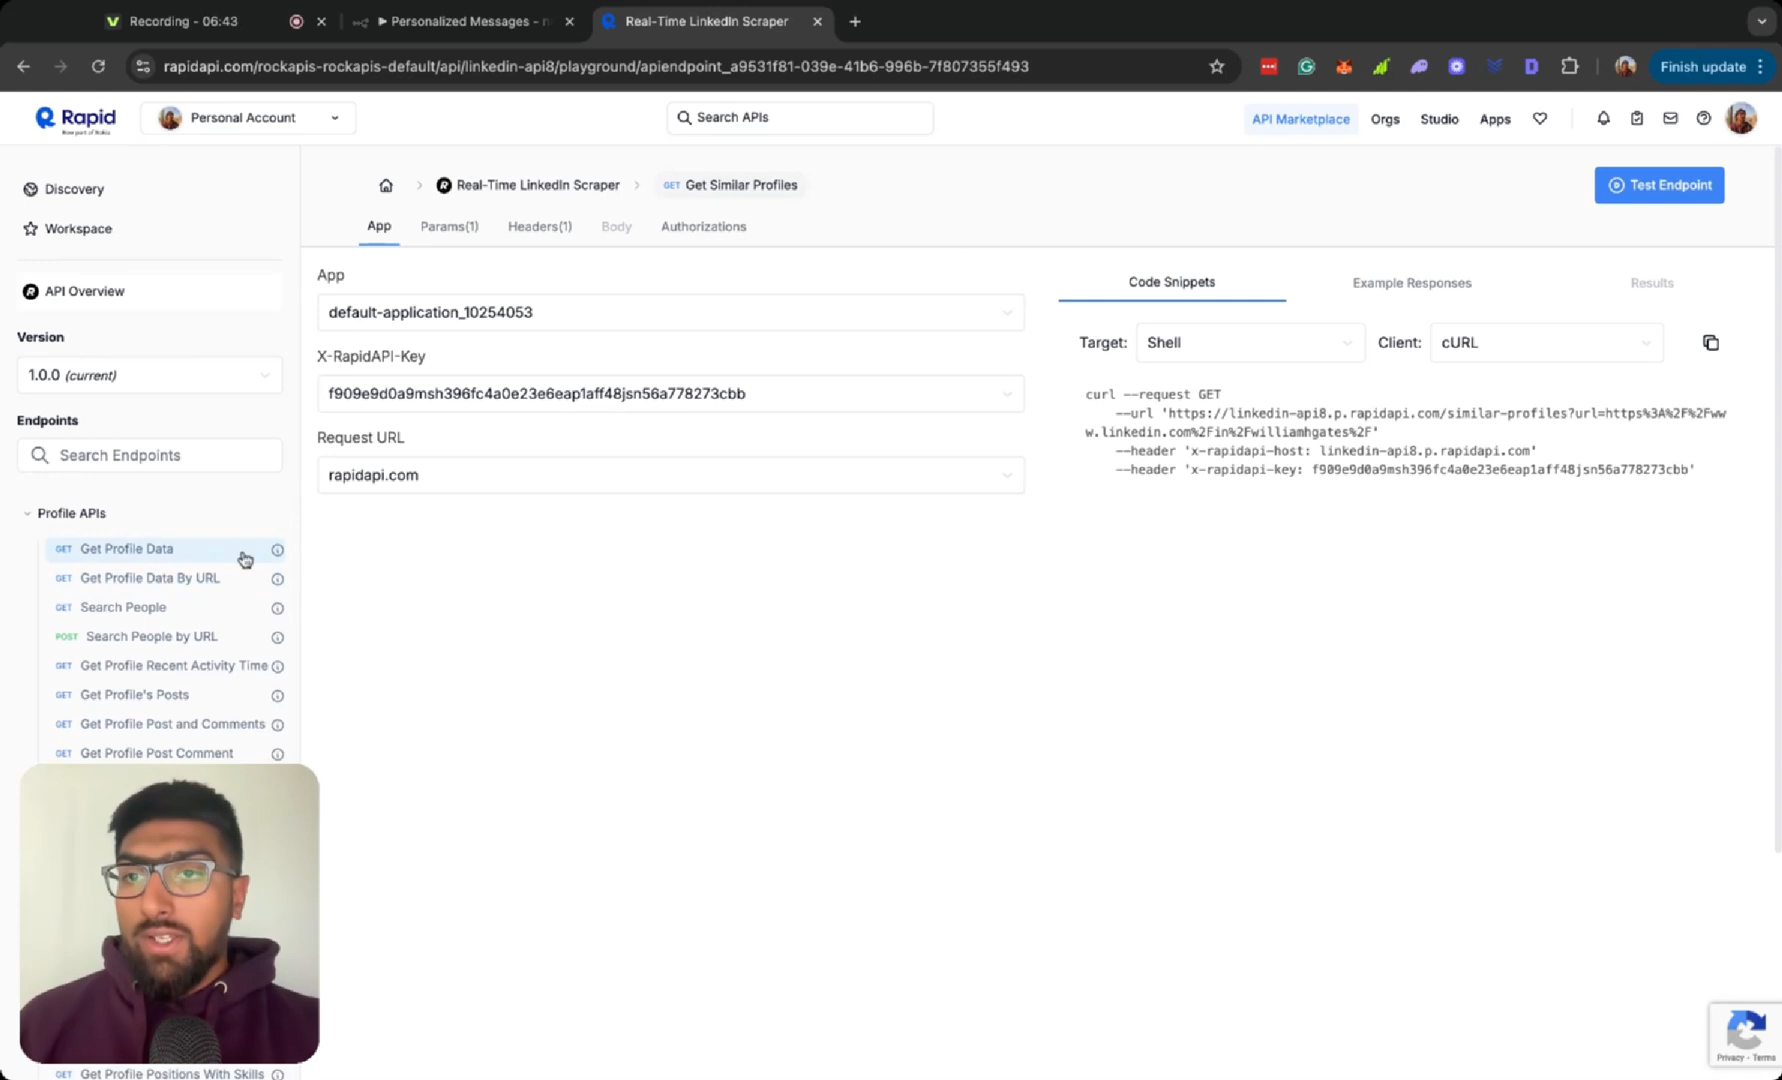 Recording - 06:43
Personalized Messages - n
Real-Time LinkedIn Scraper
rapidapi.com/rockapis-rockapis-default/api/linkedin-api8/playground/apiendpoint_a9531f81-039e-41b6-996b-7f807355f493
Finish update
Rapid
Now part of Nokia
Personal Account
Search APIs
API Marketplace
Orgs
Studio
Apps
Discovery
Workspace
API Overview
Version
1.0.0 (current)
Endpoints
Search Endpoints
Profile APIs
GET Get Profile Data
GET Get Profile Data By URL
GET Search People
POST Search People by URL
GET Get Profile Recent Activity Time
GET Get Profile's Posts
GET Get Profile Post and Comments
GET Get Profile Post Comment
GET Get Profile Positions With Skills
Real-Time LinkedIn Scraper
GET Get Similar Profiles
Test Endpoint
App
Params(1)
Headers(1)
Body
Authorizations
App
default-application_10254053
X-RapidAPI-Key
f909e9d0a9msh396fc4a0e23e6eap1aff48jsn56a778273cbb
Request URL
rapidapi.com
Code Snippets
Example Responses
Results
Target:
Shell
Client:
cURL
curl --request GET
--url 'https://linkedin-api8.p.rapidapi.com/similar-profiles?url=https%3A%2F%2Fww
w.linkedin.com%2Fin%2Fwilliamhgates%2F'
--header 'x-rapidapi-host: linkedin-api8.p.rapidapi.com'
--header 'x-rapidapi-key: f909e9d0a9msh396fc4a0e23e6eap1aff48jsn56a778273cbb'
Privacy - Terms